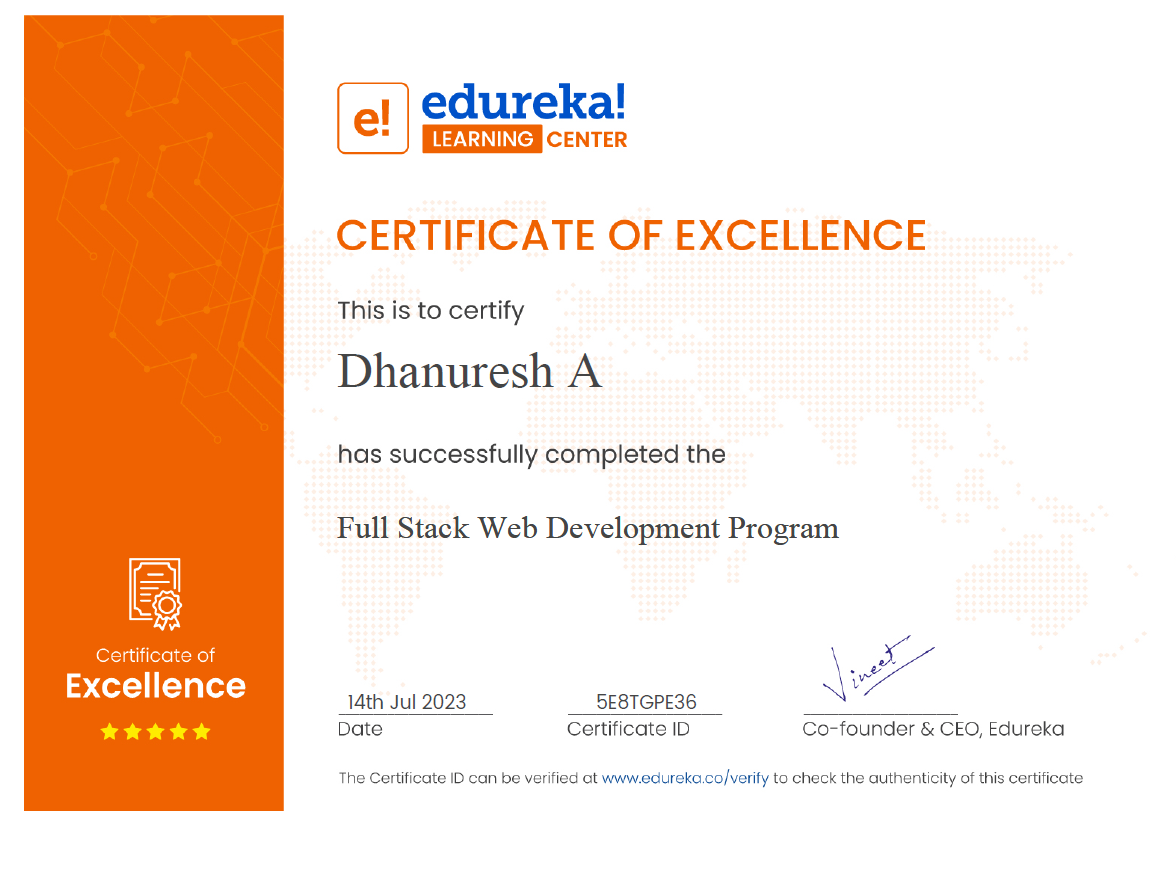 e!
edureka!
LEARNING CENTER
CERTIFICATE OF EXCELLENCE
This is to certify
Dhanuresh A
has successfully completed the
Full Stack Web Development Program
Certificate of
Excellence
Vineet
14th Jul 2023
Date
5E8TGPE36
Certificate ID
Co-founder & CEO, Edureka
The Certificate ID can be verified at www.edureka.co/verify to check the authenticity of this certificate